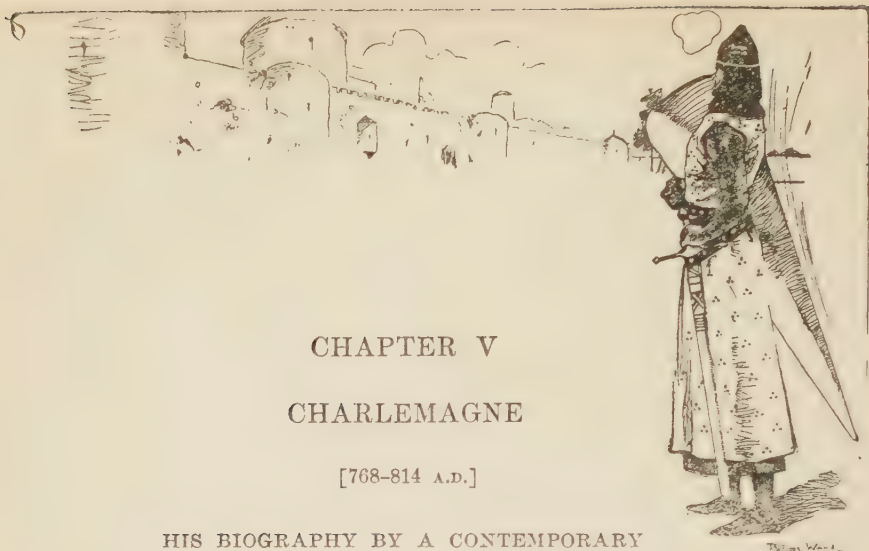 CHAPTER V
CHARLEMAGNE
[768–814 A.D.]
HIS BIOGRAPHY BY A CONTEMPORARY